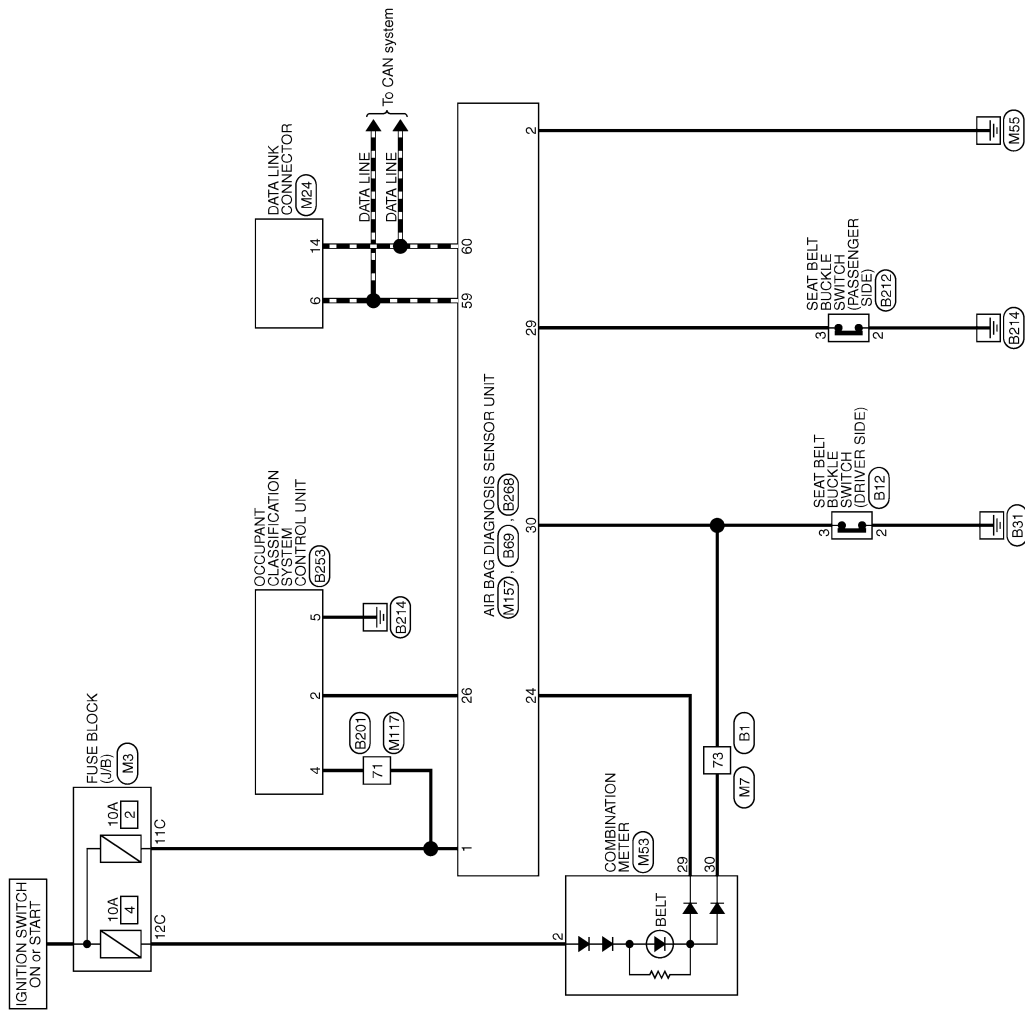 IGNITION SWITCH
ON or START
FUSE BLOCK
(J/B)
M3
10A
4
10A
2
12C
11C
OCCUPANT
CLASSIFICATION
SYSTEM
CONTROL UNIT
B253
4
2
5
71
B201
M117
B214
DATA LINK
CONNECTOR
M24
6
14
DATA LINE
DATA LINE
To CAN system
1
26
59
60
AIR BAG DIAGNOSIS SENSOR UNIT
M157 , B69 , B268
24
30
29
2
COMBINATION
METER
M53
2
BELT
29
30
M7
73
B1
SEAT BELT
BUCKLE
SWITCH
(DRIVER SIDE)
B12
3
2
B31
SEAT BELT
BUCKLE
SWITCH
(PASSENGER
SIDE)
B212
3
2
B214
M55